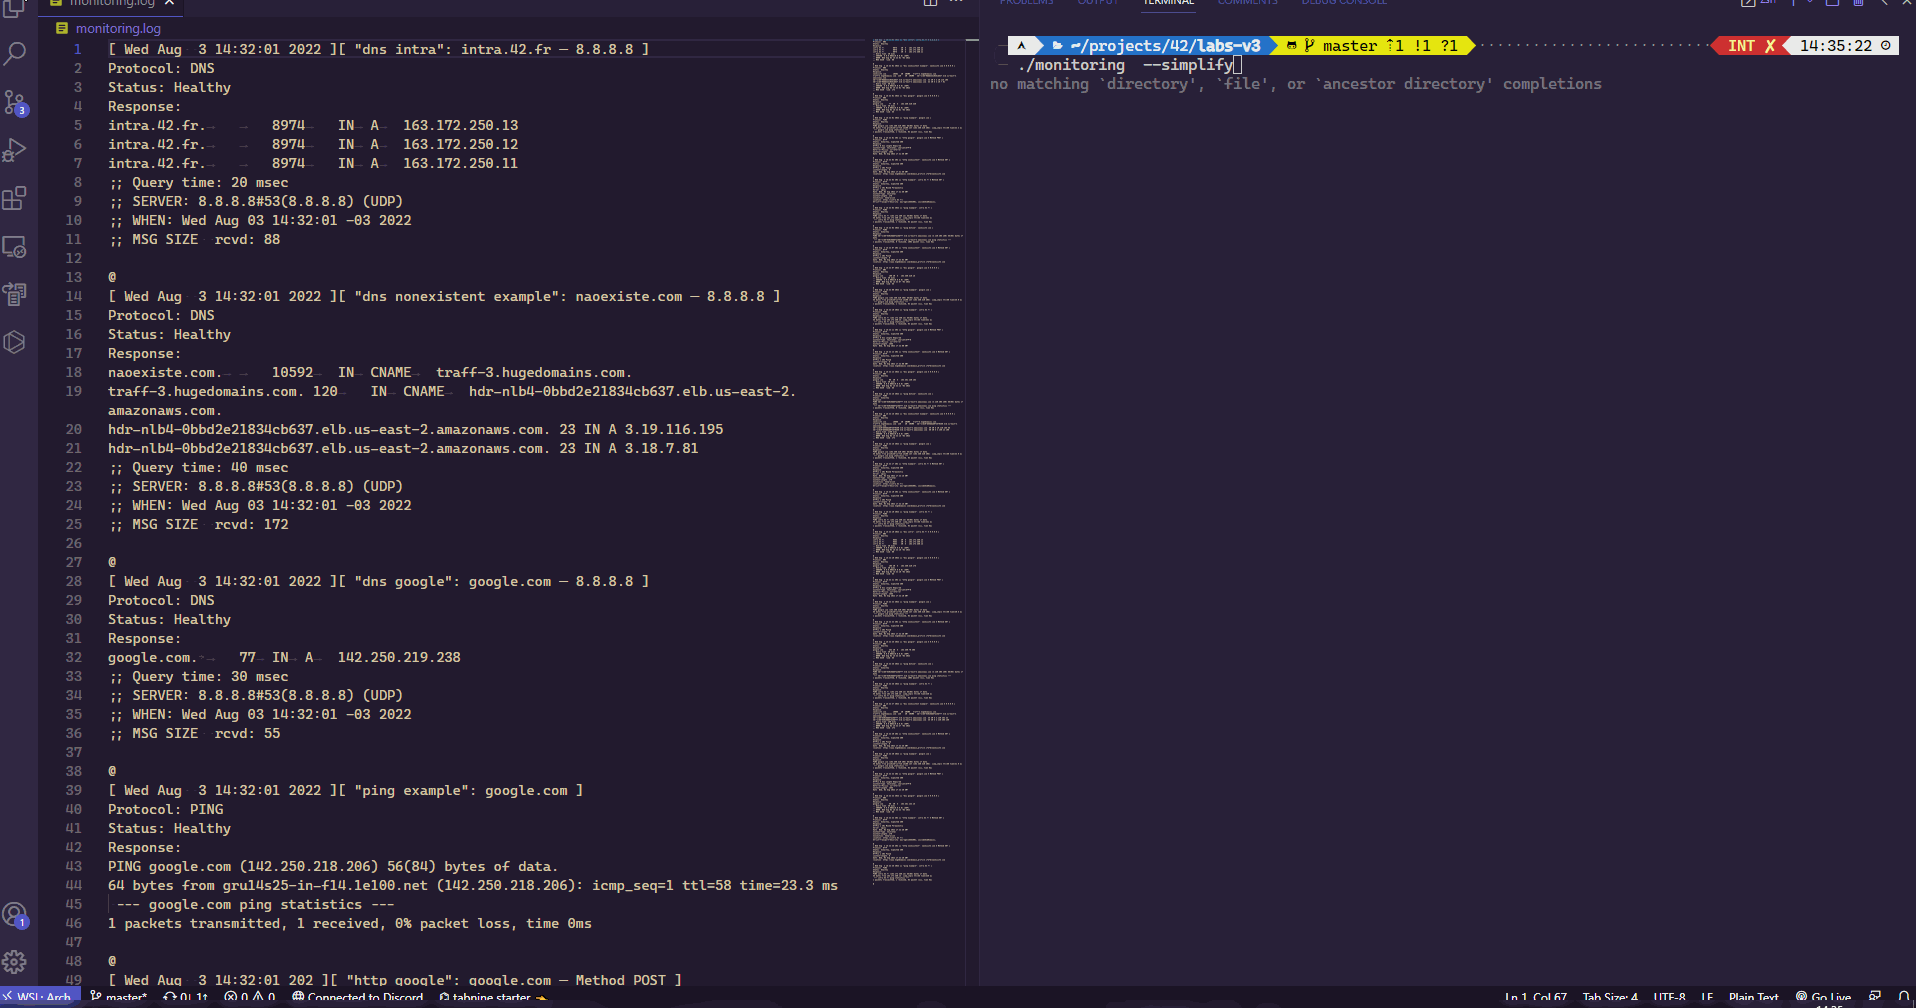 monitoring.log
PROBLEMS OUTPUT TERMINAL COMMENTS DEBUG CONSOLE zsh
monitoring.log
1 [ Wed Aug  3 14:32:01 2022 ][ "dns intra": intra.42.fr – 8.8.8.8 ]
2 Protocol: DNS
3 Status: Healthy
4 Response:
5 intra.42.fr. 8974 IN A 163.172.250.13
6 intra.42.fr. 8974 IN A 163.172.250.12
7 intra.42.fr. 8974 IN A 163.172.250.11
8 ;; Query time: 20 msec
9 ;; SERVER: 8.8.8.8#53(8.8.8.8) (UDP)
10 ;; WHEN: Wed Aug 03 14:32:01 -03 2022
11 ;; MSG SIZE  rcvd: 88
12
13 @
14 [ Wed Aug  3 14:32:01 2022 ][ "dns nonexistent example": naoexiste.com – 8.8.8.8 ]
15 Protocol: DNS
16 Status: Healthy
17 Response:
18 naoexiste.com. 10592 IN CNAME traff-3.hugedomains.com.
19 traff-3.hugedomains.com. 120 IN CNAME hdr-nlb4-0bbd2e21834cb637.elb.us-east-2.
amazonaws.com.
20 hdr-nlb4-0bbd2e21834cb637.elb.us-east-2.amazonaws.com. 23 IN A 3.19.116.195
21 hdr-nlb4-0bbd2e21834cb637.elb.us-east-2.amazonaws.com. 23 IN A 3.18.7.81
22 ;; Query time: 40 msec
23 ;; SERVER: 8.8.8.8#53(8.8.8.8) (UDP)
24 ;; WHEN: Wed Aug 03 14:32:01 -03 2022
25 ;; MSG SIZE  rcvd: 172
26
27 @
28 [ Wed Aug  3 14:32:01 2022 ][ "dns google": google.com – 8.8.8.8 ]
29 Protocol: DNS
30 Status: Healthy
31 Response:
32 google.com. 77 IN A 142.250.219.238
33 ;; Query time: 30 msec
34 ;; SERVER: 8.8.8.8#53(8.8.8.8) (UDP)
35 ;; WHEN: Wed Aug 03 14:32:01 -03 2022
36 ;; MSG SIZE  rcvd: 55
37
38 @
39 [ Wed Aug  3 14:32:01 2022 ][ "ping example": google.com ]
40 Protocol: PING
41 Status: Healthy
42 Response:
43 PING google.com (142.250.218.206) 56(84) bytes of data.
44 64 bytes from gru14s25-in-f14.1e100.net (142.250.218.206): icmp_seq=1 ttl=58 time=23.3 ms
45 --- google.com ping statistics ---
46 1 packets transmitted, 1 received, 0% packet loss, time 0ms
47
48 @
49 [ Wed Aug  3 14:32:01 202 ][ "http google": google.com – Method POST ]
~/projects/42/labs-v3 master ⇡1 !1 ?1 INT ✗ 14:35:22
./monitoring  --simplify
no matching `directory', `file', or `ancestor directory' completions
3
1
WSL: Arch master* 0↓ 1↑ 0 0 Connected to Discord tabnine starter Ln 1, Col 67 Tab Size: 4 UTF-8 LF Plain Text Go Live